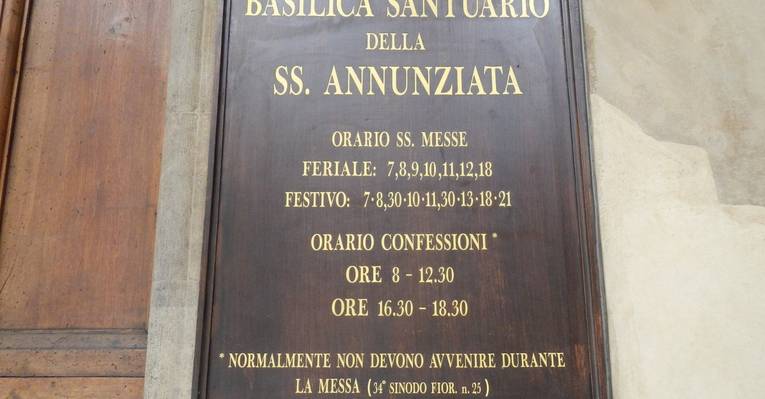 BASILICA SANTUARIO
DELLA
SS. ANNUNZIATA
ORARIO SS. MESSE
FERIALE: 7,8,9,10,11,12,18
FESTIVO: 7·8,30·10·11,30·13·18·21
ORARIO CONFESSIONI *
ORE 8 – 12.30
ORE 16.30 – 18.30
* NORMALMENTE NON DEVONO AVVENIRE DURANTE
LA MESSA (34° SINODO FIOR. n. 25)